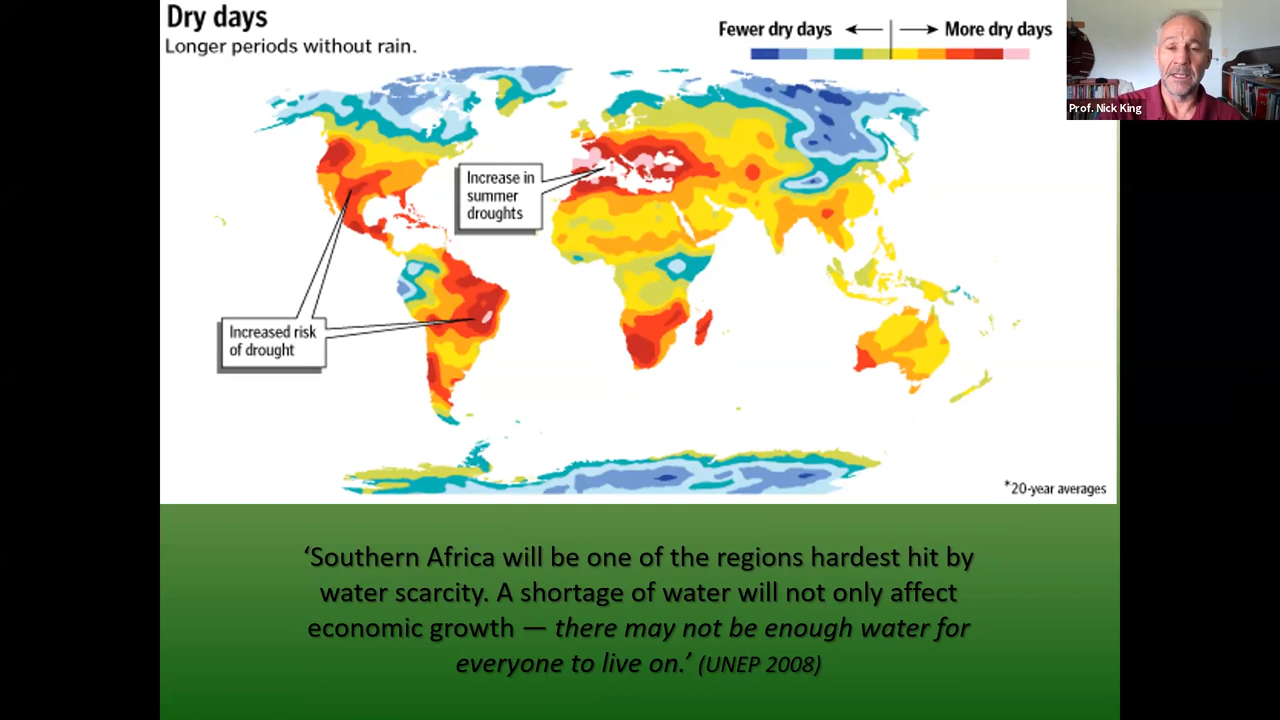 Dry days
Longer periods without rain.
Fewer dry days
More dry days
Prof. Nick King
Increase in
summer
droughts
Increased risk
of drought
*20-year averages
‘Southern Africa will be one of the regions hardest hit by
water scarcity. A shortage of water will not only affect
economic growth — there may not be enough water for
everyone to live on.’ (UNEP 2008)